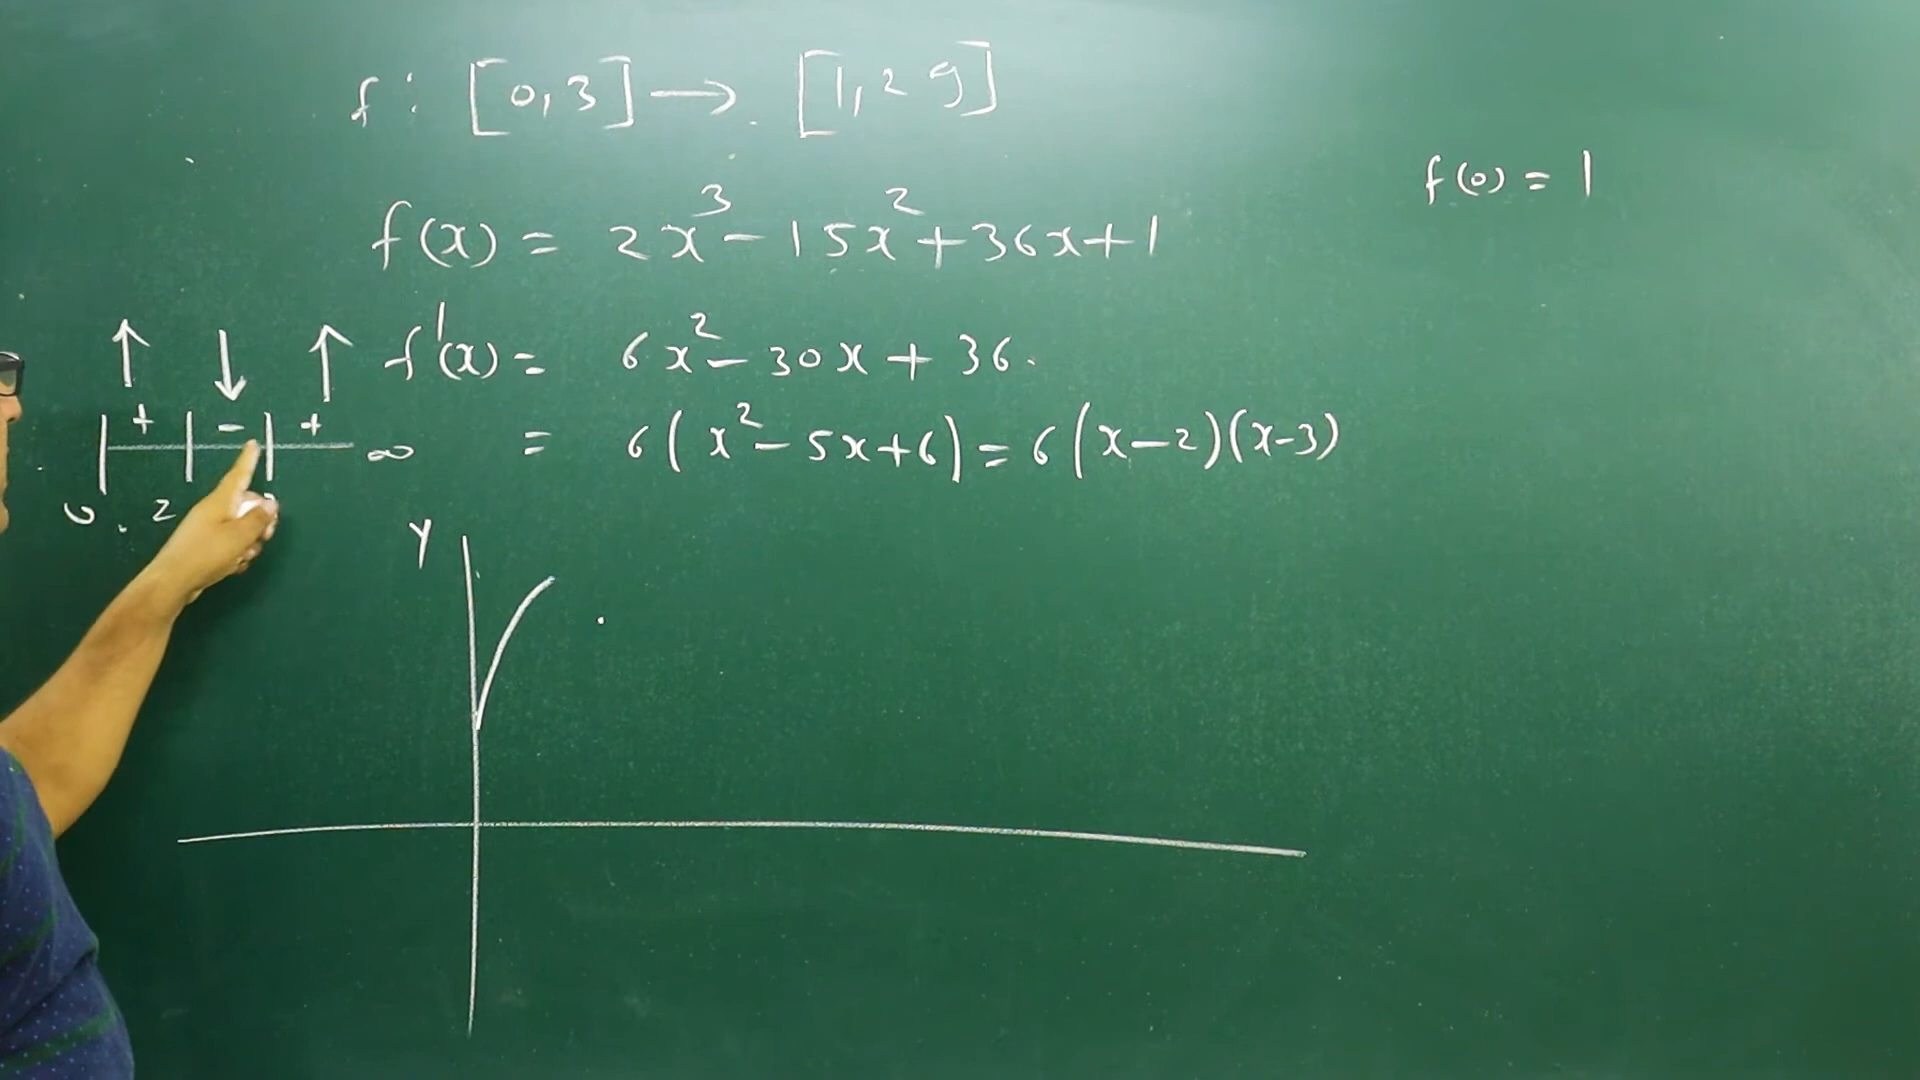 f : [0,3] → [1,29]
f(0) = 1
f(x) = 2x³ - 15x² + 36x + 1
f'(x) = 6x² - 30x + 36.
= 6(x² - 5x + 6) = 6(x-2)(x-3)
↑ ↓ ↑
+ - +
0 2 ∞
Y